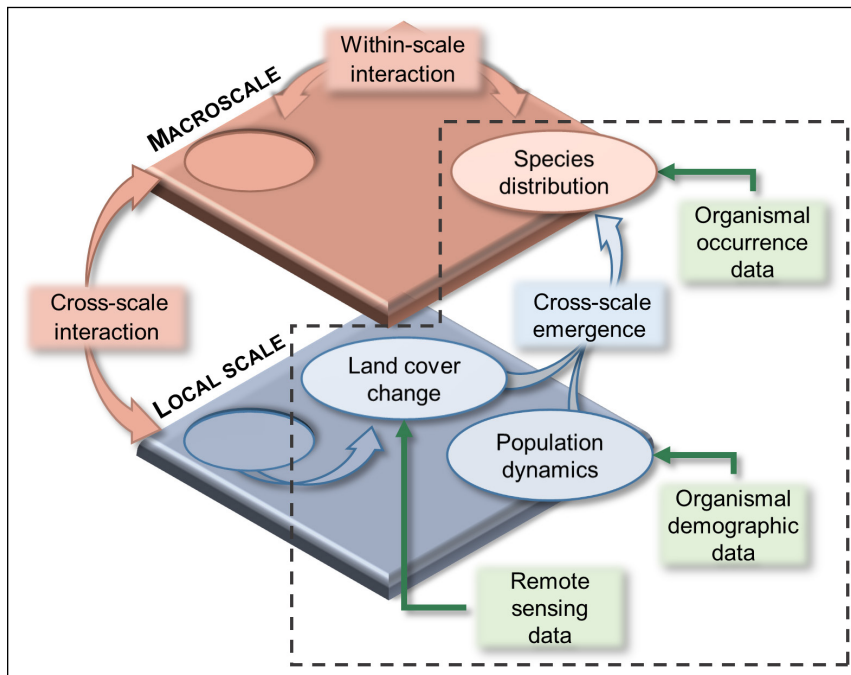 Within-scale
interaction
MACROSCALE
Species
distribution
Organismal
occurrence
data
Cross-scale
interaction
Cross-scale
emergence
LOCAL SCALE
Land cover
change
Population
dynamics
Organismal
demographic
data
Remote
sensing
data